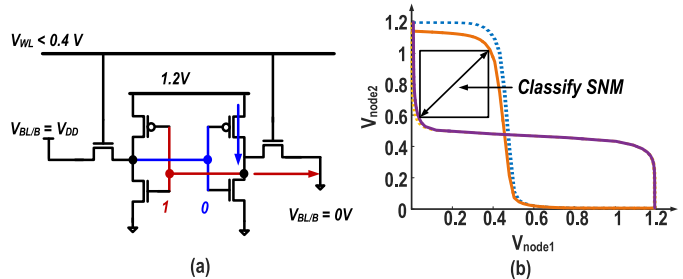 V_WL < 0.4 V
1.2V
V_BL/B = V_DD
1
0
V_BL/B = 0V
(a)
1.2
1
0.8
0.6
0.4
0.2
0
0.2
0.4
0.6
0.8
1
1.2
V_node2
V_node1
Classify SNM
(b)